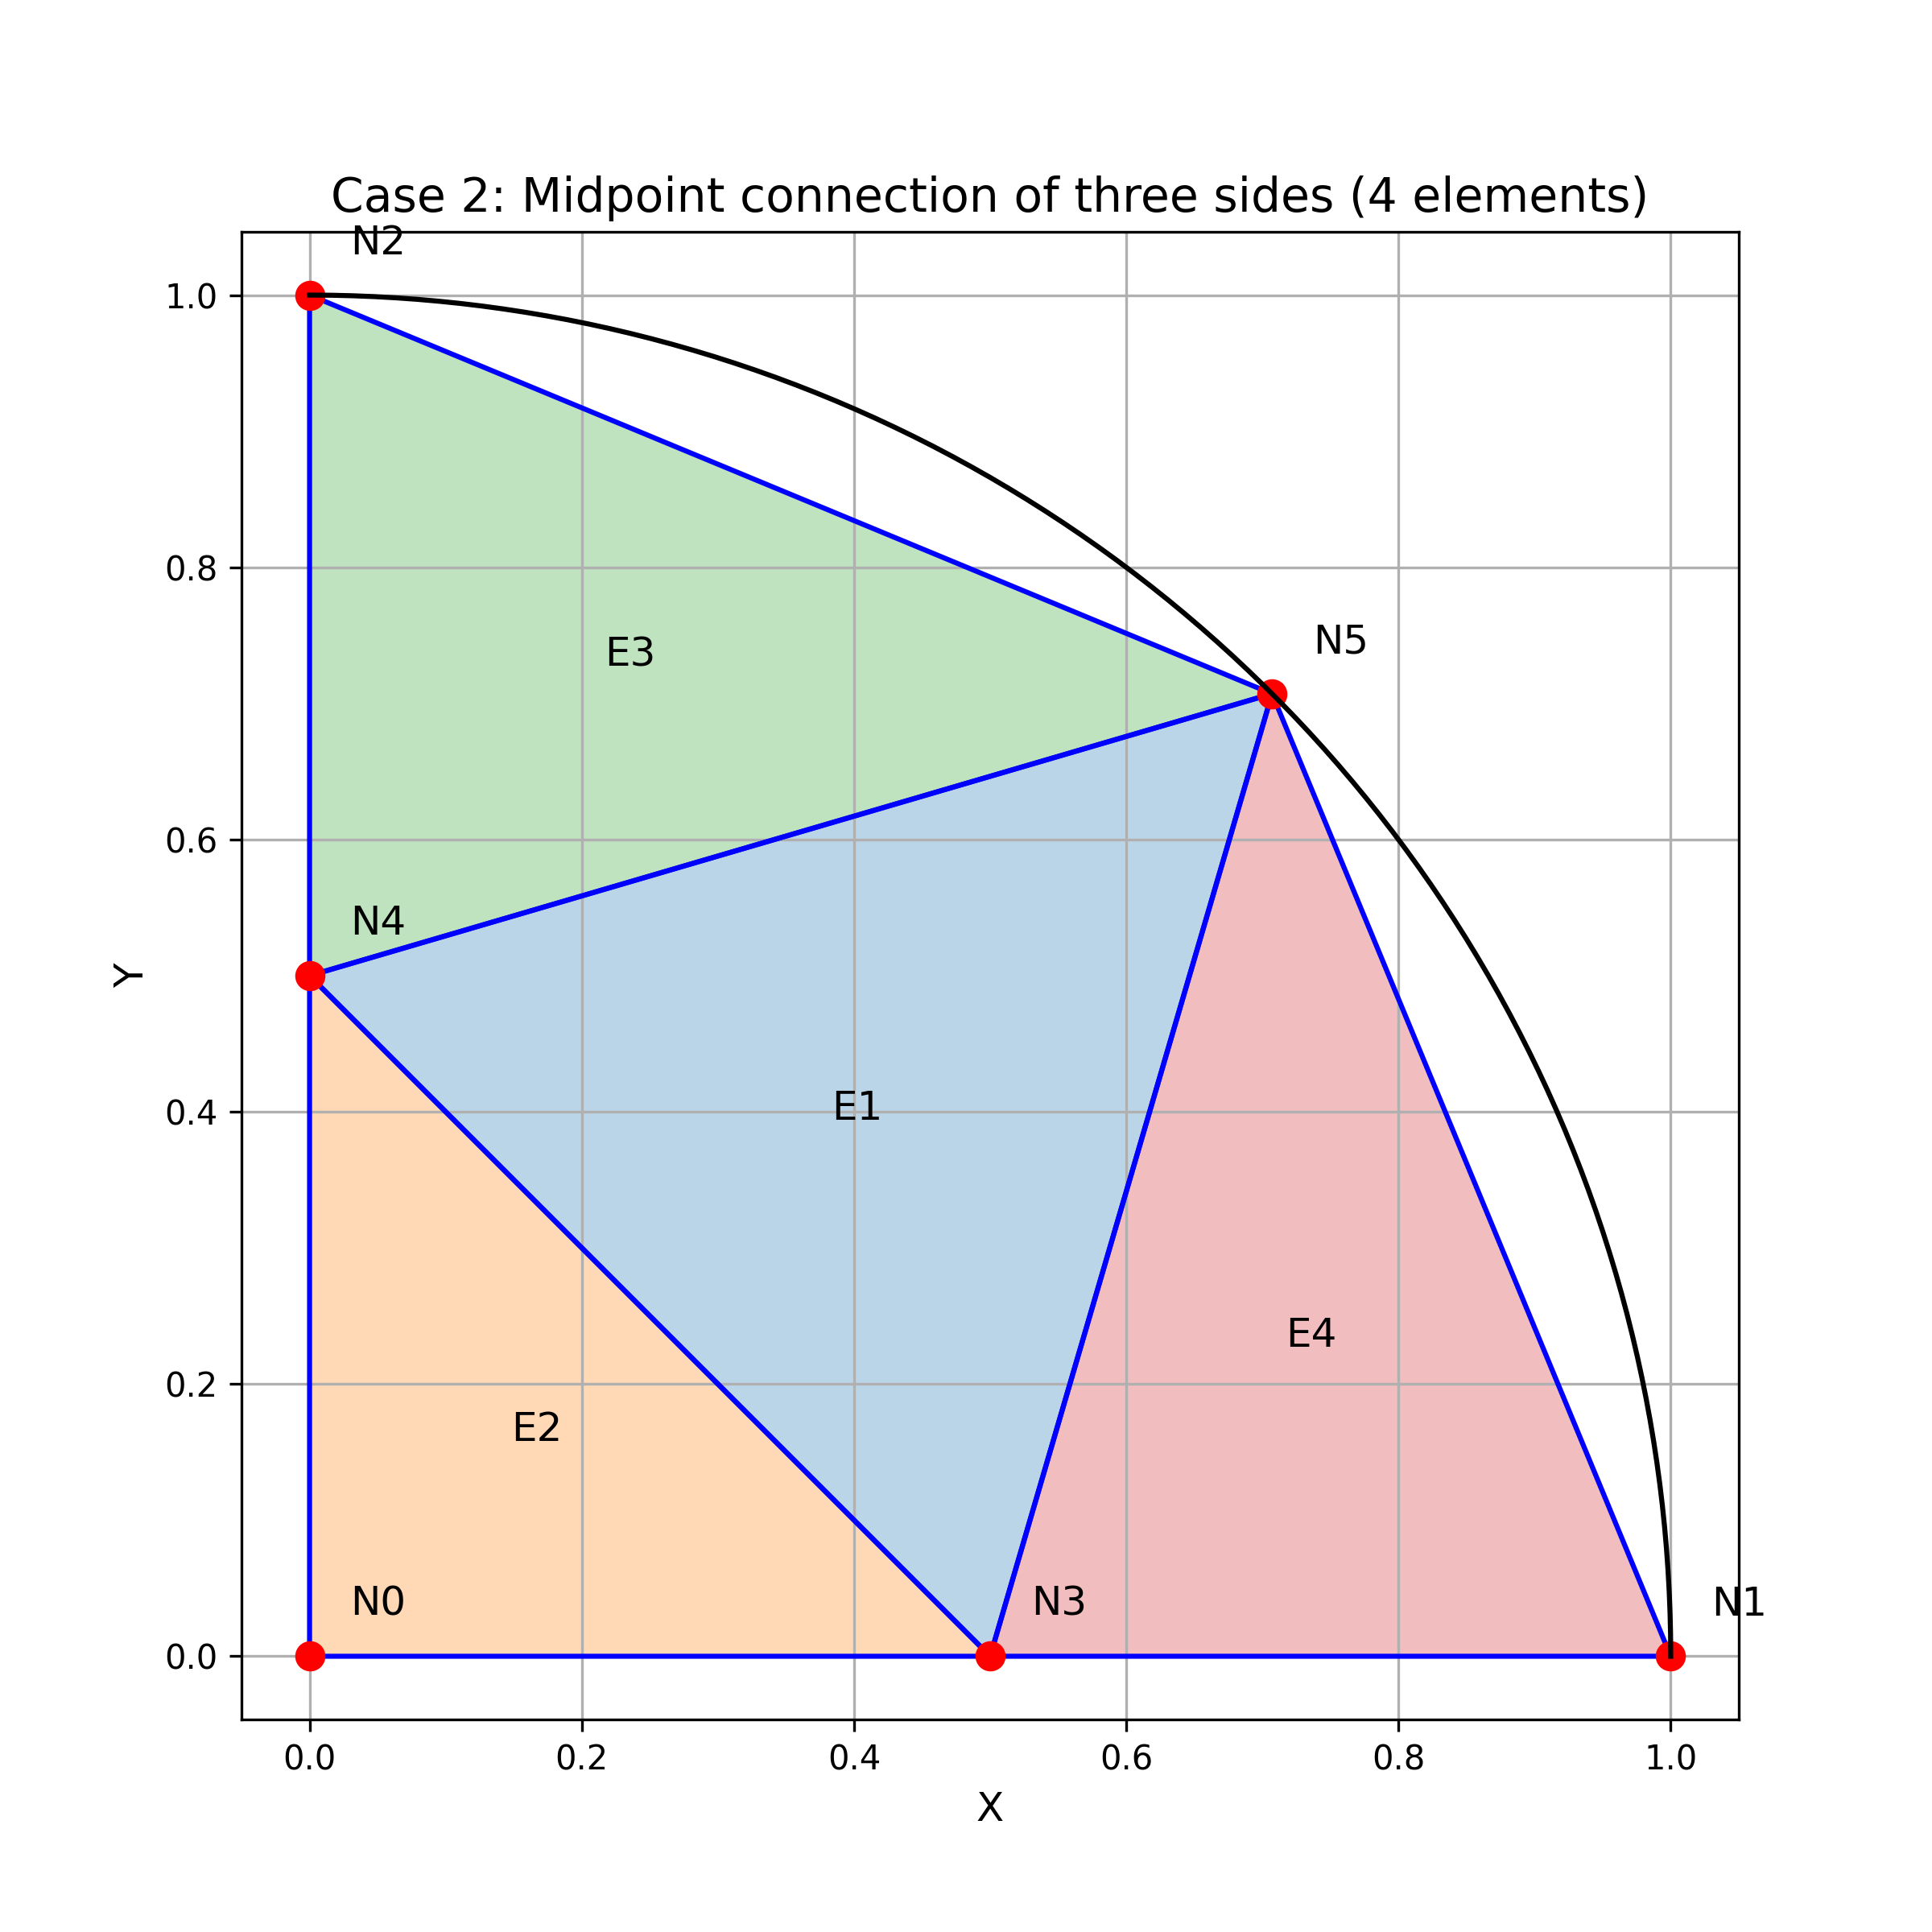 Case 2: Midpoint connection of three sides (4 elements)
N2
1.0
0.8
N5
E3
0.6
N4
Y
E1
0.4
E4
0.2
E2
N0
N3
N1
0.0
0.0 0.2 0.4 0.6 0.8 1.0
X